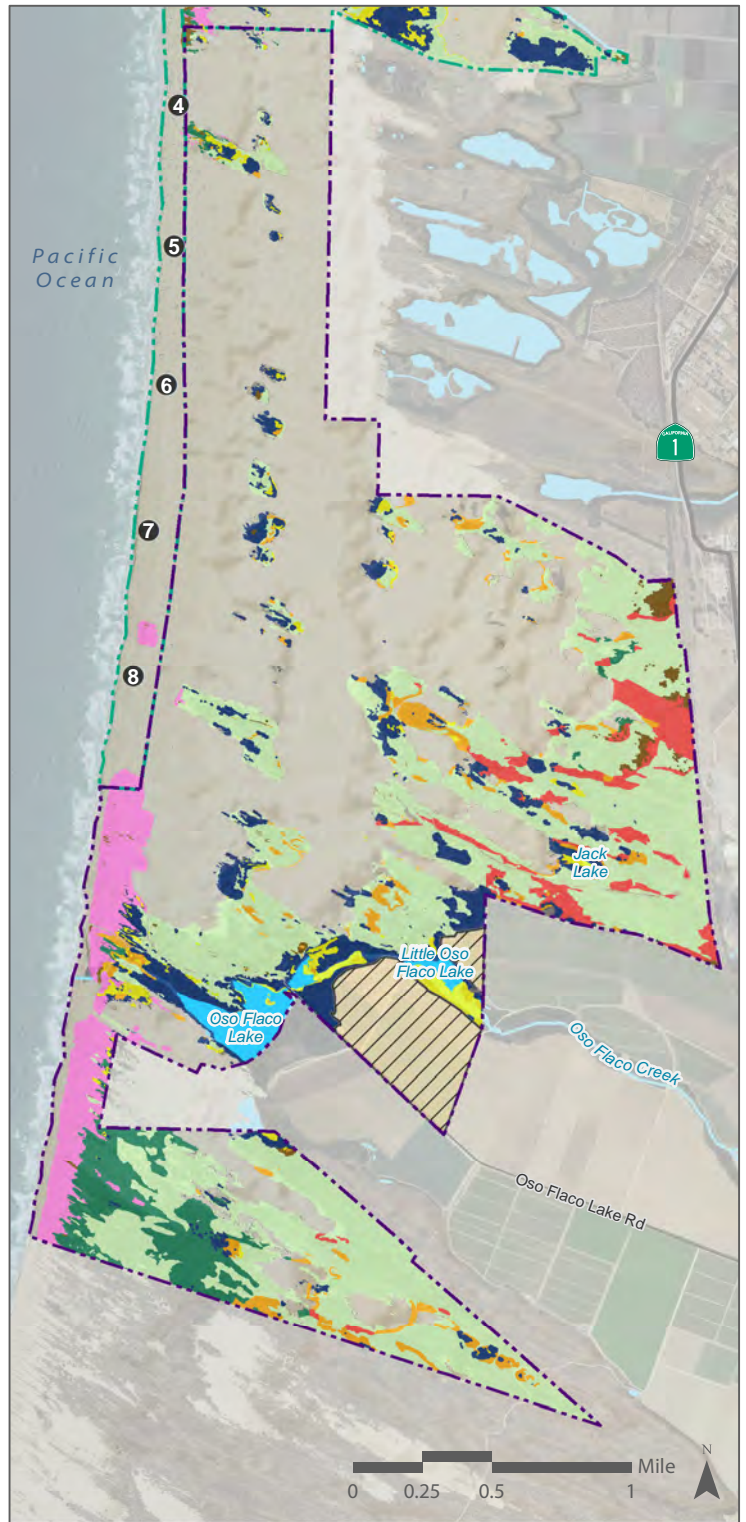 4
Pacific
Ocean
5
6
CALIFORNIA
1
7
8
Jack
Lake
Little Oso
Flaco Lake
Oso Flaco
Lake
Oso Flaco Creek
Oso Flaco Lake Rd
N
Mile
0 0.25 0.5 1